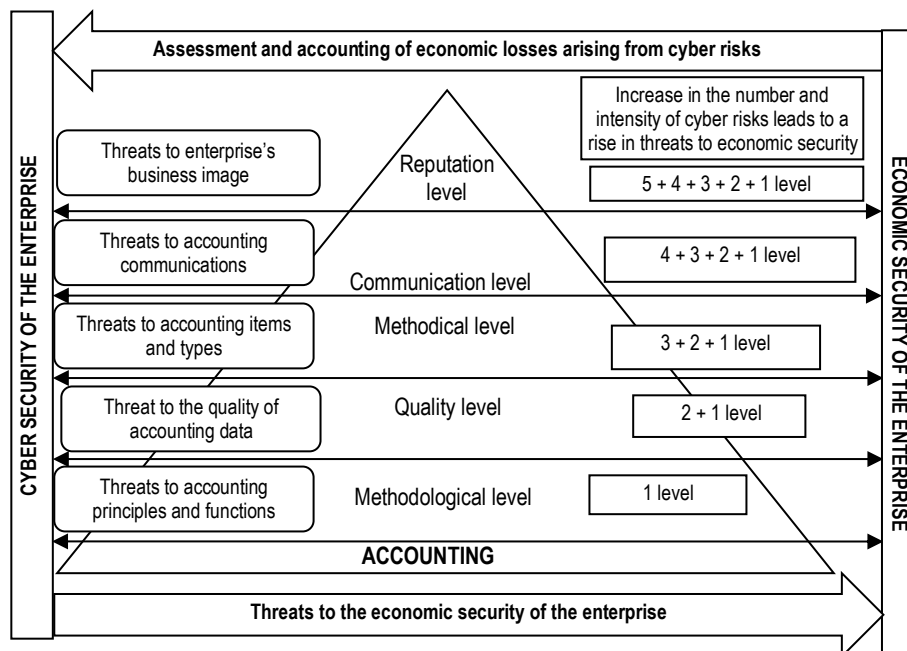 Assessment and accounting of economic losses arising from cyber risks
CYBER SECURITY OF THE ENTERPRISE
ECONOMIC SECURITY OF THE ENTERPRISE
Increase in the number and
intensity of cyber risks leads to a
rise in threats to economic security
Threats to enterprise's
business image
Reputation
level
5 + 4 + 3 + 2 + 1 level
Threats to accounting
communications
Communication level
4 + 3 + 2 + 1 level
Threats to accounting items
and types
Methodical level
3 + 2 + 1 level
Threat to the quality of
accounting data
Quality level
2 + 1 level
Threats to accounting
principles and functions
Methodological level
1 level
ACCOUNTING
Threats to the economic security of the enterprise